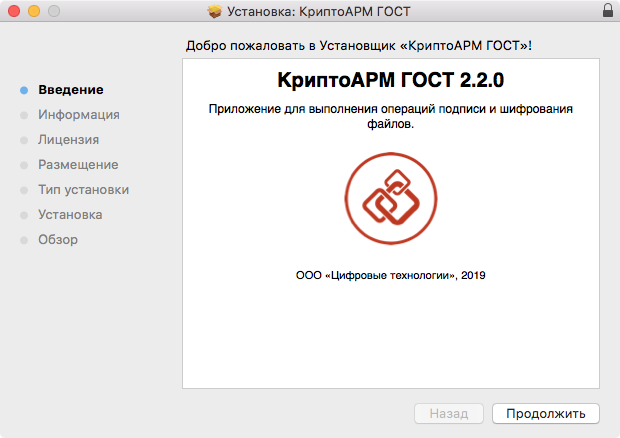 Установка: КриптоАРМ ГОСТ
Добро пожаловать в Установщик «КриптоАРМ ГОСТ»!
Введение
Информация
Лицензия
Размещение
Тип установки
Установка
Обзор
КриптоАРМ ГОСТ 2.2.0
Приложение для выполнения операций подписи и шифрования
файлов.
ООО «Цифровые технологии», 2019
Назад
Продолжить